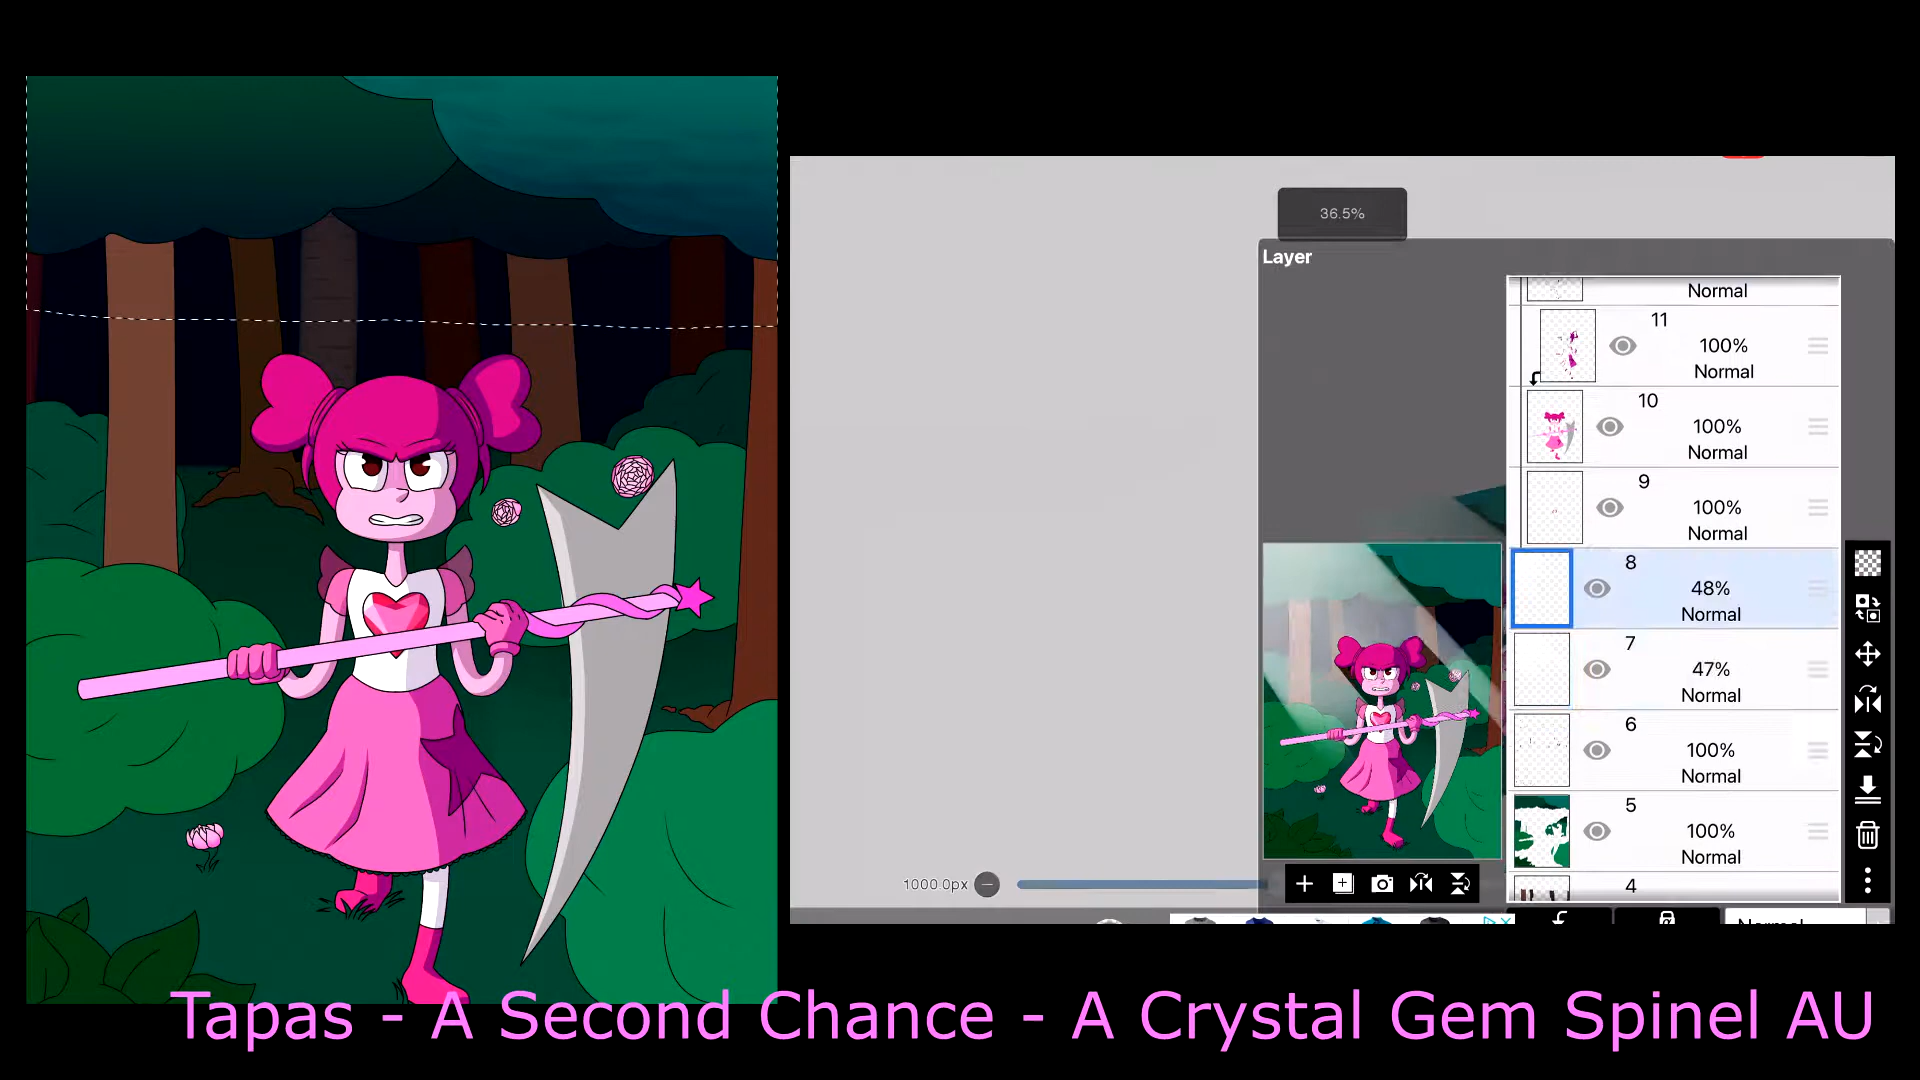 36.5%
Layer
Normal
11
100%
Normal
10
100%
Normal
9
100%
Normal
8
48%
Normal
7
47%
Normal
6
100%
Normal
5
100%
Normal
4
1000.0px
Normal
Tapas - A Second Chance - A Crystal Gem Spinel AU